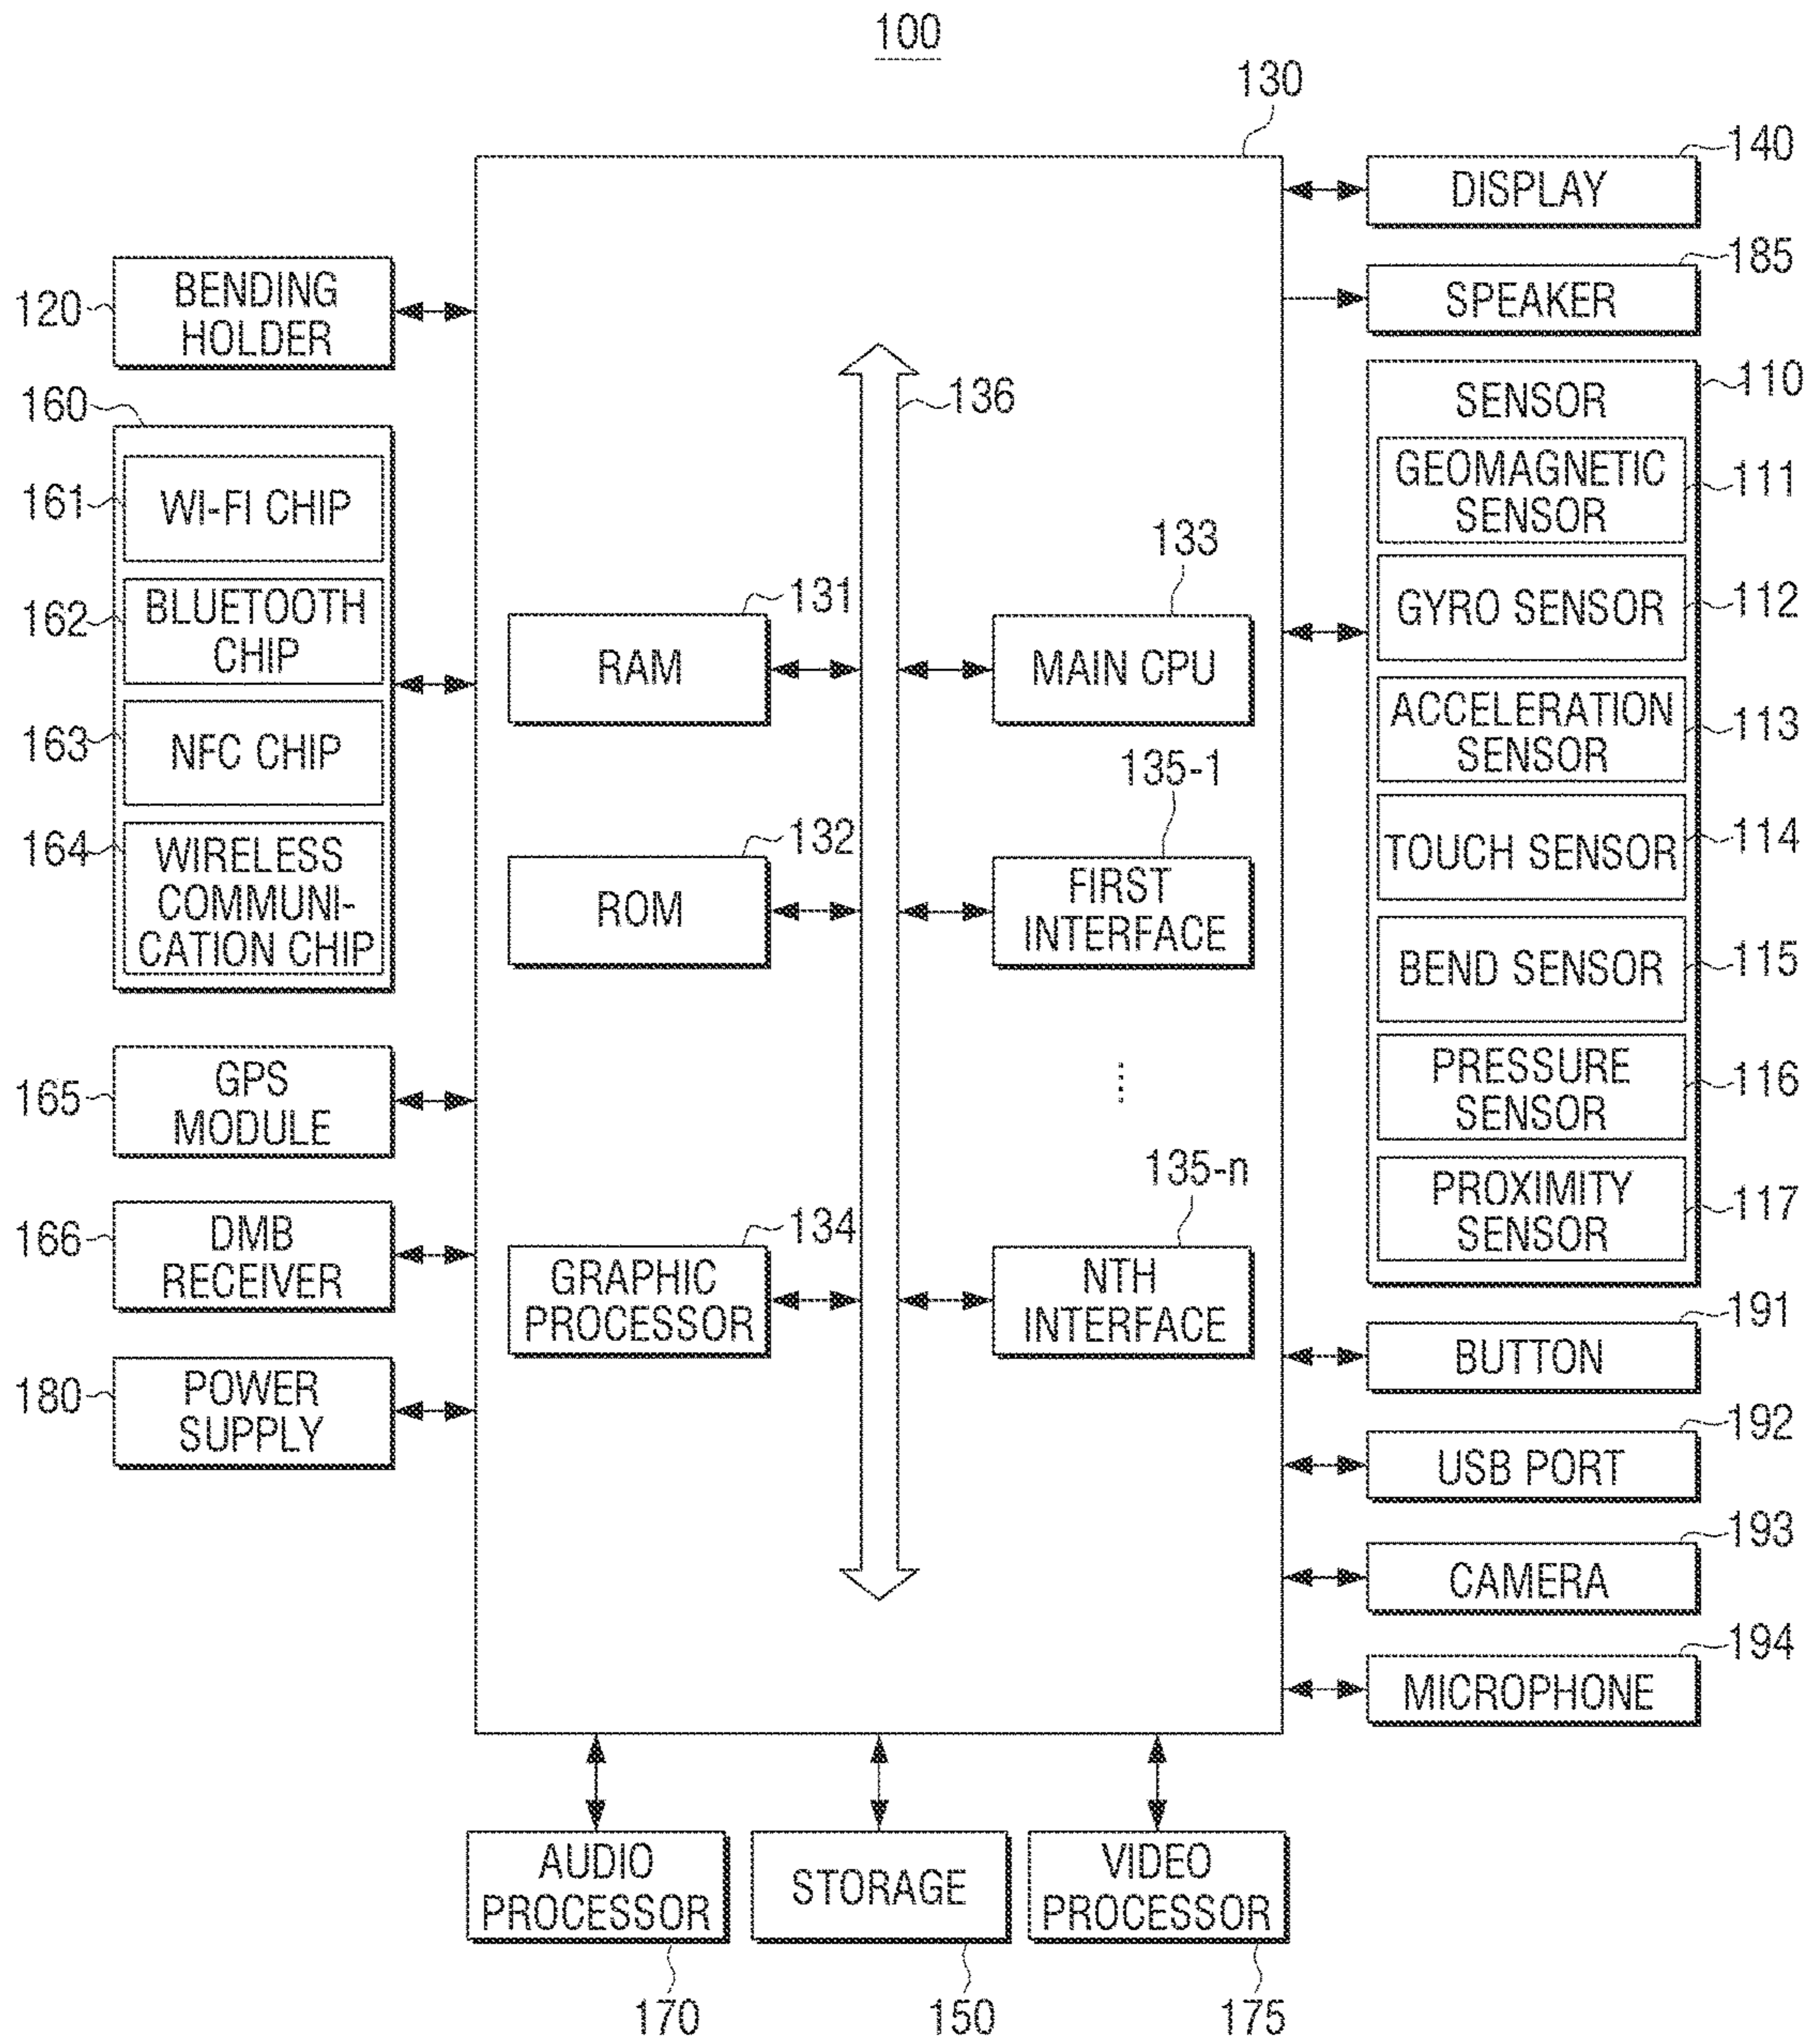 100
130
140
DISPLAY
185
SPEAKER
120
BENDING
HOLDER
136
110
SENSOR
GEOMAGNETIC
SENSOR
111
GYRO SENSOR
112
ACCELERATION
SENSOR
113
TOUCH SENSOR
114
BEND SENSOR
115
PRESSURE
SENSOR
116
PROXIMITY
SENSOR
117
160
161
WI-FI CHIP
162
BLUETOOTH
CHIP
163
NFC CHIP
164
WIRELESS
COMMUNI-
CATION CHIP
131
RAM
133
MAIN CPU
132
ROM
135-1
FIRST
INTERFACE
165
GPS
MODULE
166
DMB
RECEIVER
134
GRAPHIC
PROCESSOR
135-n
NTH
INTERFACE
180
POWER
SUPPLY
191
BUTTON
192
USB PORT
193
CAMERA
194
MICROPHONE
AUDIO
PROCESSOR
STORAGE
VIDEO
PROCESSOR
170
150
175